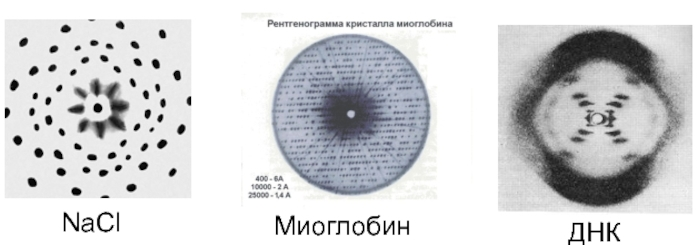 Рентгенограмма кристалла миоглобина
400 - 6А
10000 - 2 А
25000 - 1,4 А
NaCl
Миоглобин
ДНК